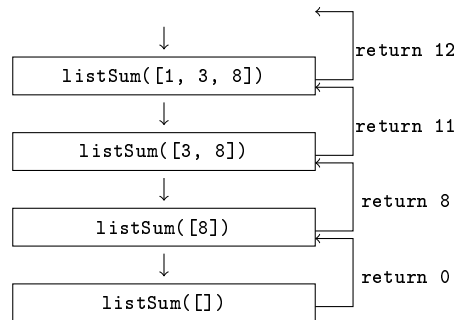 return 12
listSum([1, 3, 8])
return 11
listSum([3, 8])
return 8
listSum([8])
return 0
listSum([])